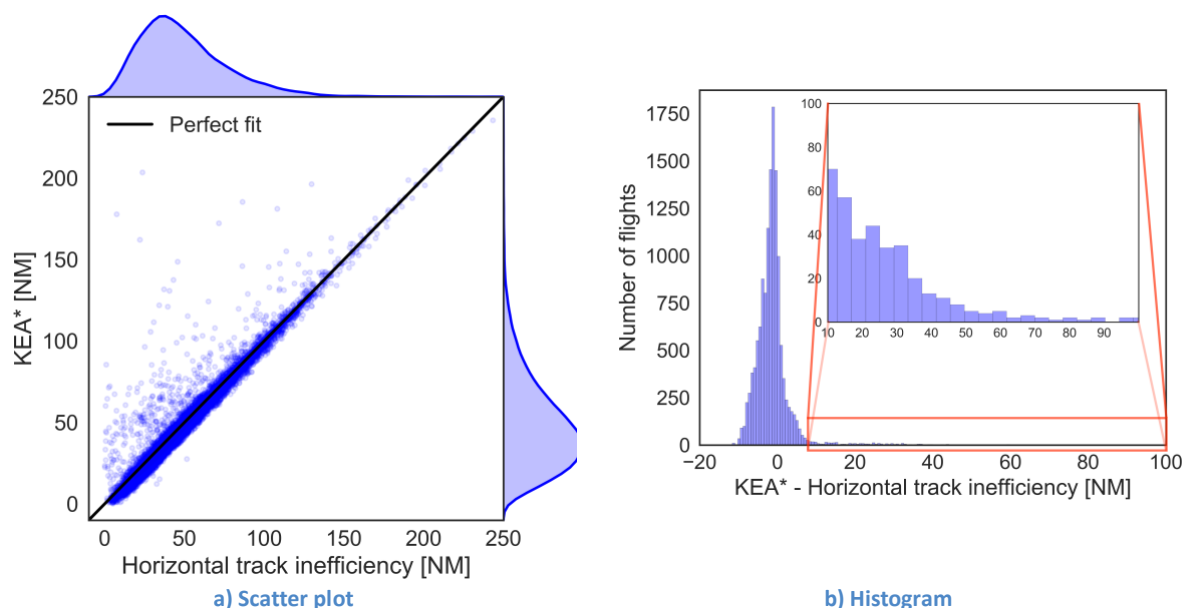 250
200
150
100
50
0
KEA* [NM]
Perfect fit
0 50 100 150 200 250
Horizontal track inefficiency [NM]
a) Scatter plot
1750
1500
1250
1000
750
500
250
0
Number of flights
100
80
60
40
20
0
10 20 30 40 50 60 70 80 90
−20 0 20 40 60 80 100
KEA* - Horizontal track inefficiency [NM]
b) Histogram